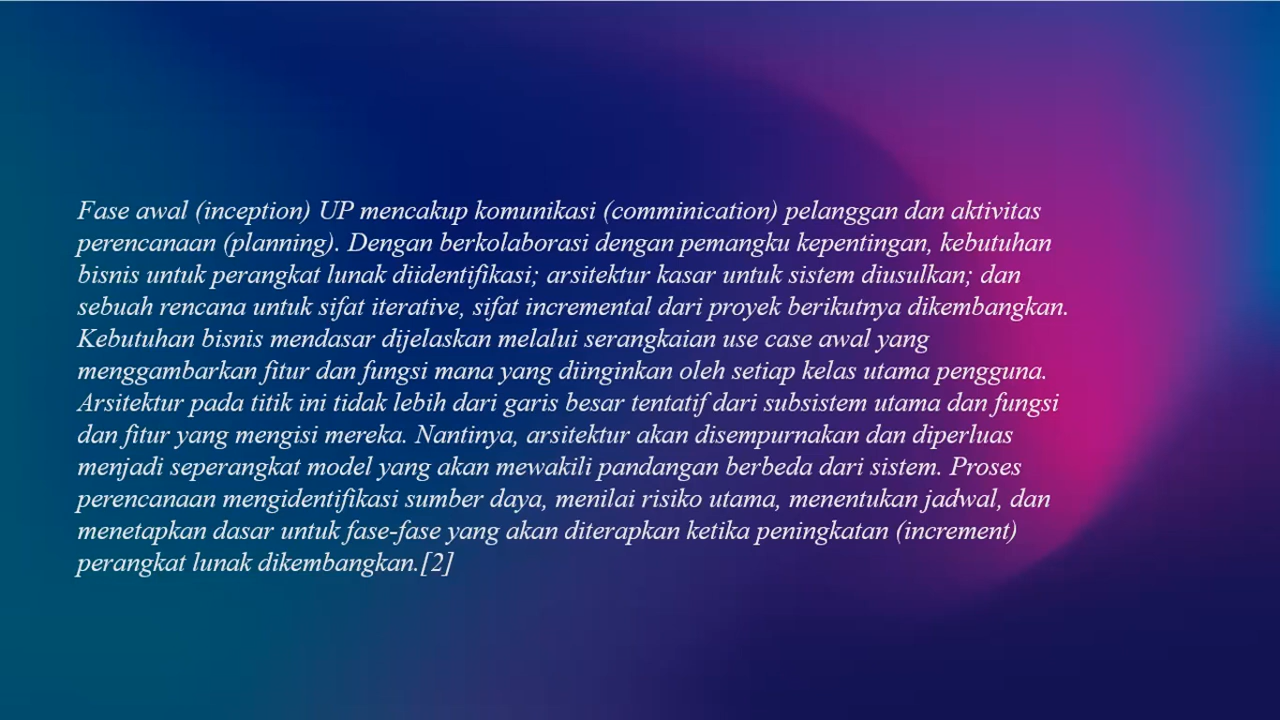 Fase awal (inception) UP mencakup komunikasi (comminication) pelanggan dan aktivitas
perencanaan (planning). Dengan berkolaborasi dengan pemangku kepentingan, kebutuhan
bisnis untuk perangkat lunak diidentifikasi; arsitektur kasar untuk sistem diusulkan; dan
sebuah rencana untuk sifat iterative, sifat incremental dari proyek berikutnya dikembangkan.
Kebutuhan bisnis mendasar dijelaskan melalui serangkaian use case awal yang
menggambarkan fitur dan fungsi mana yang diinginkan oleh setiap kelas utama pengguna.
Arsitektur pada titik ini tidak lebih dari garis besar tentatif dari subsistem utama dan fungsi
dan fitur yang mengisi mereka. Nantinya, arsitektur akan disempurnakan dan diperluas
menjadi seperangkat model yang akan mewakili pandangan berbeda dari sistem. Proses
perencanaan mengidentifikasi sumber daya, menilai risiko utama, menentukan jadwal, dan
menetapkan dasar untuk fase-fase yang akan diterapkan ketika peningkatan (increment)
perangkat lunak dikembangkan.[2]